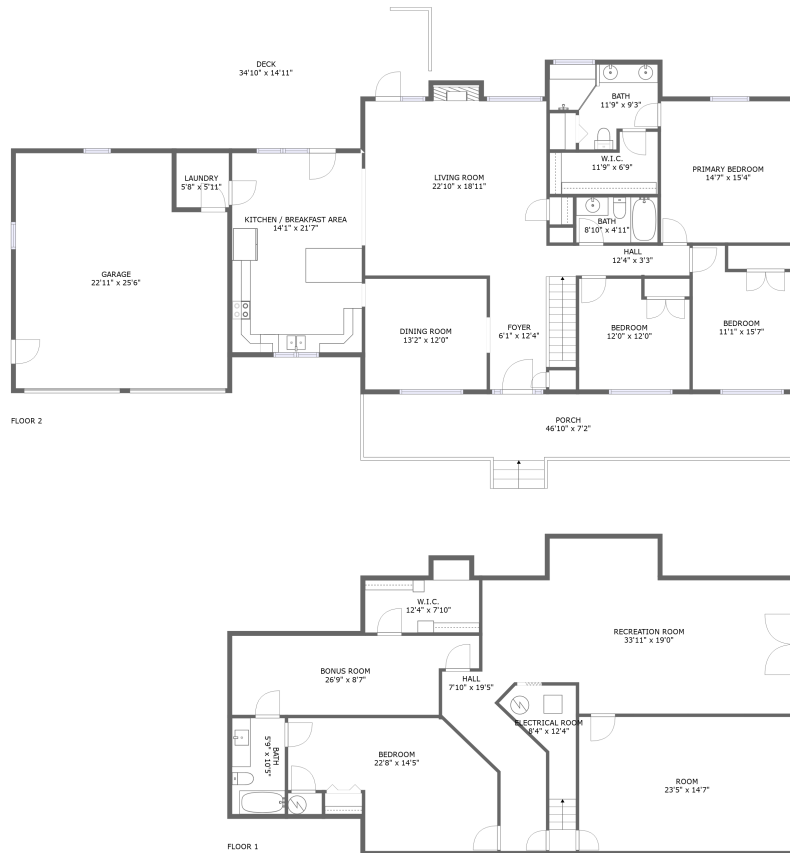 DECK
34'10" x 14'11"
BATH
11'9" x 9'3"
W.I.C.
11'9" x 6'9"
PRIMARY BEDROOM
14'7" x 15'4"
LAUNDRY
5'8" x 5'11"
LIVING ROOM
22'10" x 18'11"
KITCHEN / BREAKFAST AREA
14'1" x 21'7"
BATH
8'10" x 4'11"
HALL
12'4" x 3'3"
GARAGE
22'11" x 25'6"
DINING ROOM
13'2" x 12'0"
FOYER
6'1" x 12'4"
BEDROOM
12'0" x 12'0"
BEDROOM
11'1" x 15'7"
FLOOR 2
PORCH
46'10" x 7'2"
W.I.C.
12'4" x 7'10"
RECREATION ROOM
33'11" x 19'0"
BONUS ROOM
26'9" x 8'7"
HALL
7'10" x 19'5"
ELECTRICAL ROOM
8'4" x 12'4"
BATH
5'9" x 10'5"
BEDROOM
22'8" x 14'5"
ROOM
23'5" x 14'7"
FLOOR 1